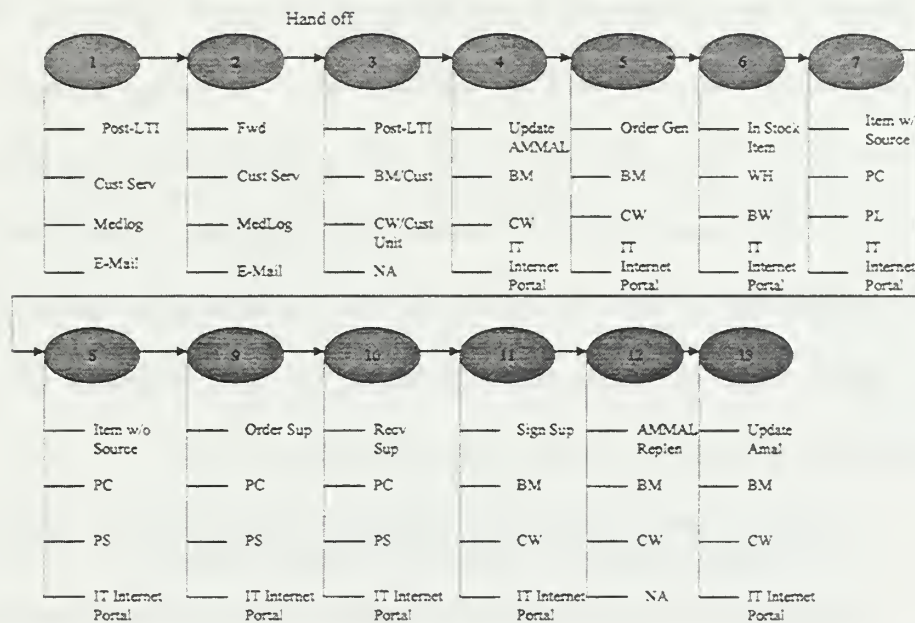 Hand off
1 2 3 4 5 6 7
Post-LTI
Cust Serv
Medlog
E-Mail
Fwd
Cust Serv
MedLog
E-Mail
Post-LTI
BM/Cust
CW/Cust
Unit
NA
Update
AMMAL
BM
CW
IT
Internet
Portal
Order Gen
BM
CW
IT
Internet
Portal
In Stock
Item
WH
BW
IT
Internet
Portal
Item w/o
Source
PC
PL
IT
Internet
Portal
9 10 11 12 13
Item w/o
Source
PC
PS
IT Internet
Portal
Order Sup
PC
PS
IT Internet
Portal
Recv
Sup
PC
PS
IT Internet
Portal
Sign Sup
BM
CW
IT Internet
Portal
AMMAL
Replen
BM
CW
NA
Update
Amal
BM
CW
IT Internet
Portal